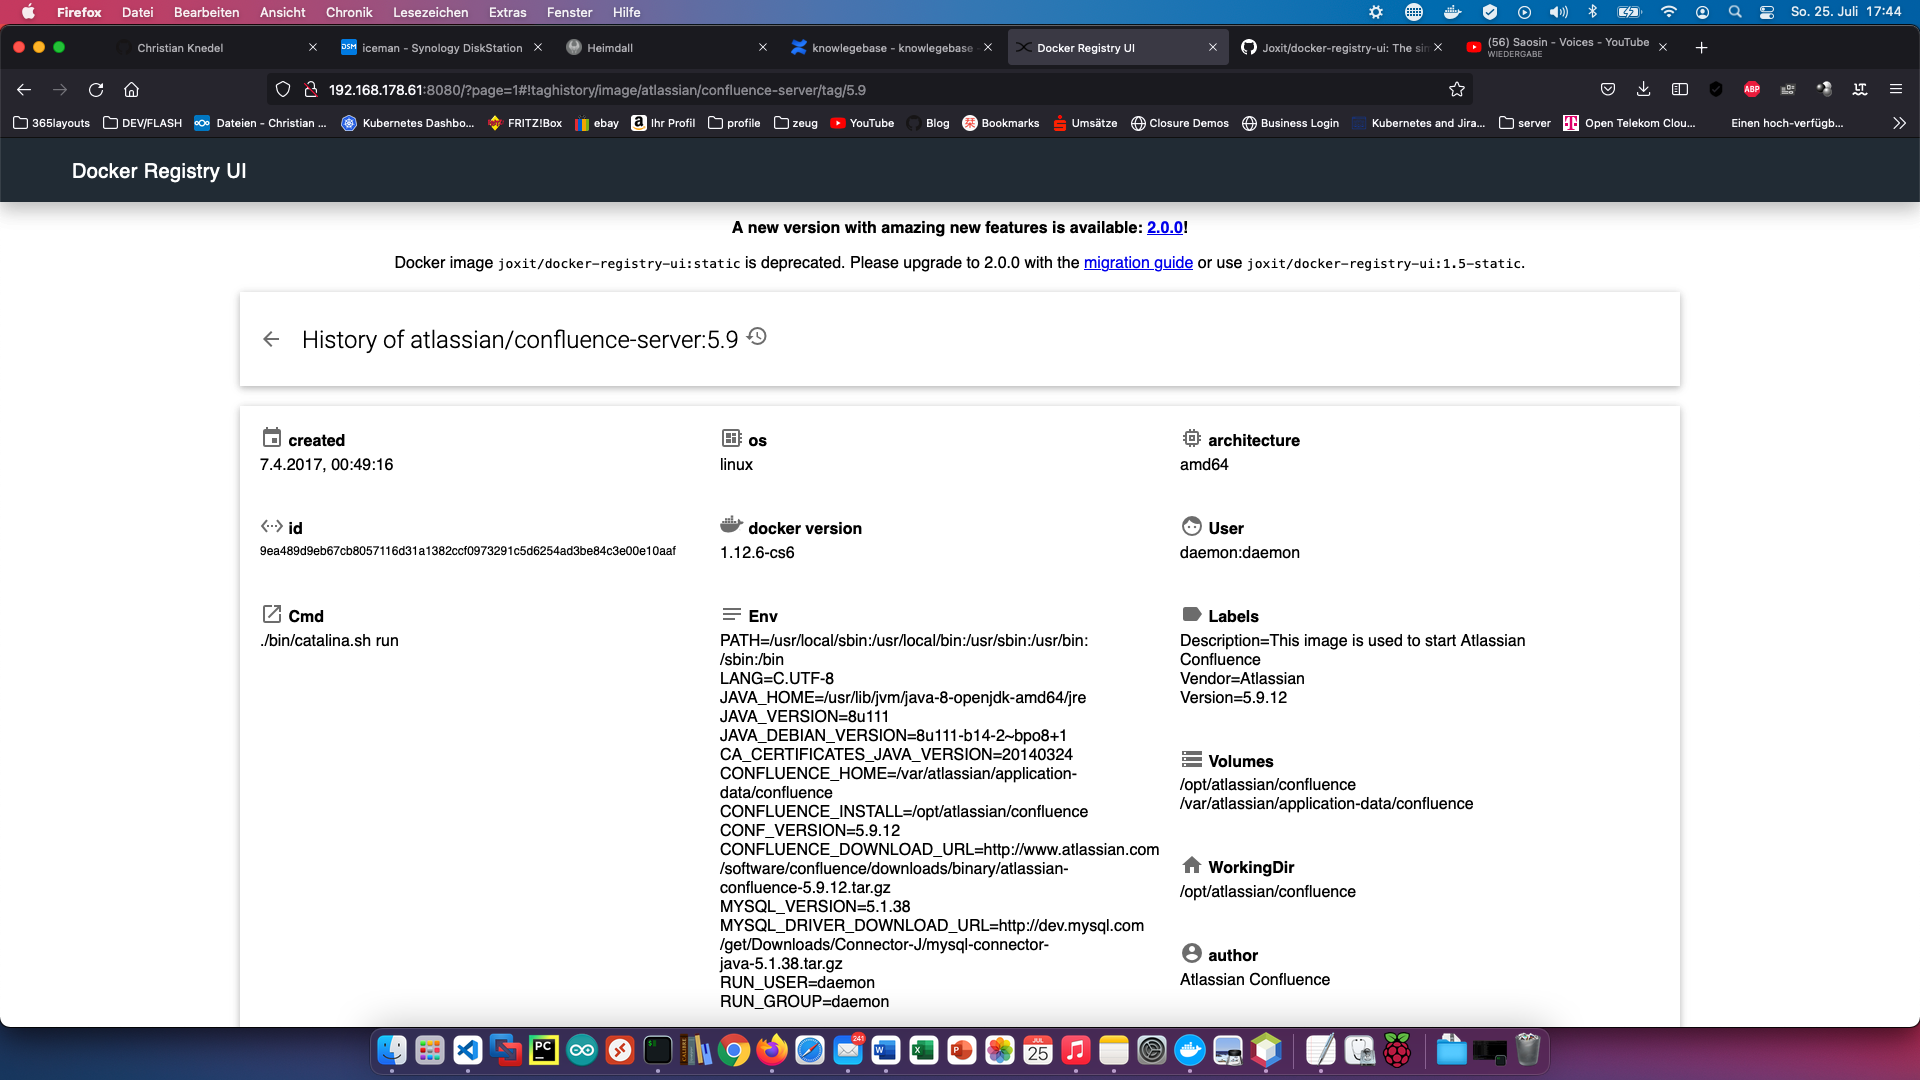 Firefox Datei Bearbeiten Ansicht Chronik Lesezeichen Extras Fenster Hilfe So. 25. Juli 17:44
Christian Knedel iceman - Synology DiskStation Heimdall knowlegebase - knowlegebase - Docker Registry UI Joxit/docker-registry-ui: The sin (56) Saosin - Voices - YouTube
WIEDERGABE
192.168.178.61:8080/?page=1#!taghistory/image/atlassian/confluence-server/tag/5.9
365layouts DEV/FLASH Dateien - Christian ... Kubernetes Dashbo... FRITZ!Box ebay Ihr Profil profile zeug YouTube Blog Bookmarks Umsätze Closure Demos Business Login Kubernetes and Jira... server Open Telekom Clou... Einen hoch-verfügb...
Docker Registry UI
A new version with amazing new features is available: 2.0.0!
Docker image joxit/docker-registry-ui:static is deprecated. Please upgrade to 2.0.0 with the migration guide or use joxit/docker-registry-ui:1.5-static.
History of atlassian/confluence-server:5.9
created
7.4.2017, 00:49:16
os
linux
architecture
amd64
id
9ea489d9eb67cb8057116d31a1382ccf0973291c5d6254ad3be84c3e00e10aaf
docker version
1.12.6-cs6
User
daemon:daemon
Cmd
./bin/catalina.sh run
Env
PATH=/usr/local/sbin:/usr/local/bin:/usr/sbin:/usr/bin:
/sbin:/bin
LANG=C.UTF-8
JAVA_HOME=/usr/lib/jvm/java-8-openjdk-amd64/jre
JAVA_VERSION=8u111
JAVA_DEBIAN_VERSION=8u111-b14-2~bpo8+1
CA_CERTIFICATES_JAVA_VERSION=20140324
CONFLUENCE_HOME=/var/atlassian/application-
data/confluence
CONFLUENCE_INSTALL=/opt/atlassian/confluence
CONF_VERSION=5.9.12
CONFLUENCE_DOWNLOAD_URL=http://www.atlassian.com
/software/confluence/downloads/binary/atlassian-
confluence-5.9.12.tar.gz
MYSQL_VERSION=5.1.38
MYSQL_DRIVER_DOWNLOAD_URL=http://dev.mysql.com
/get/Downloads/Connector-J/mysql-connector-
java-5.1.38.tar.gz
RUN_USER=daemon
RUN_GROUP=daemon
Labels
Description=This image is used to start Atlassian
Confluence
Vendor=Atlassian
Version=5.9.12
Volumes
/opt/atlassian/confluence
/var/atlassian/application-data/confluence
WorkingDir
/opt/atlassian/confluence
author
Atlassian Confluence
PC
241
JUL
25